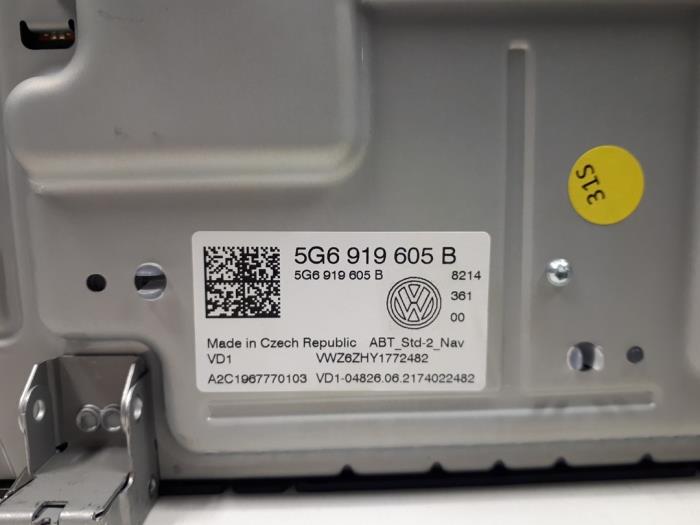 5G6 919 605 B
5G6 919 605 B
8214
361
00
Made in Czech Republic ABT_Std-2_Nav
VD1 VWZ6ZHY1772482
A2C1967770103 VD1-04826.06.2174022482
31S